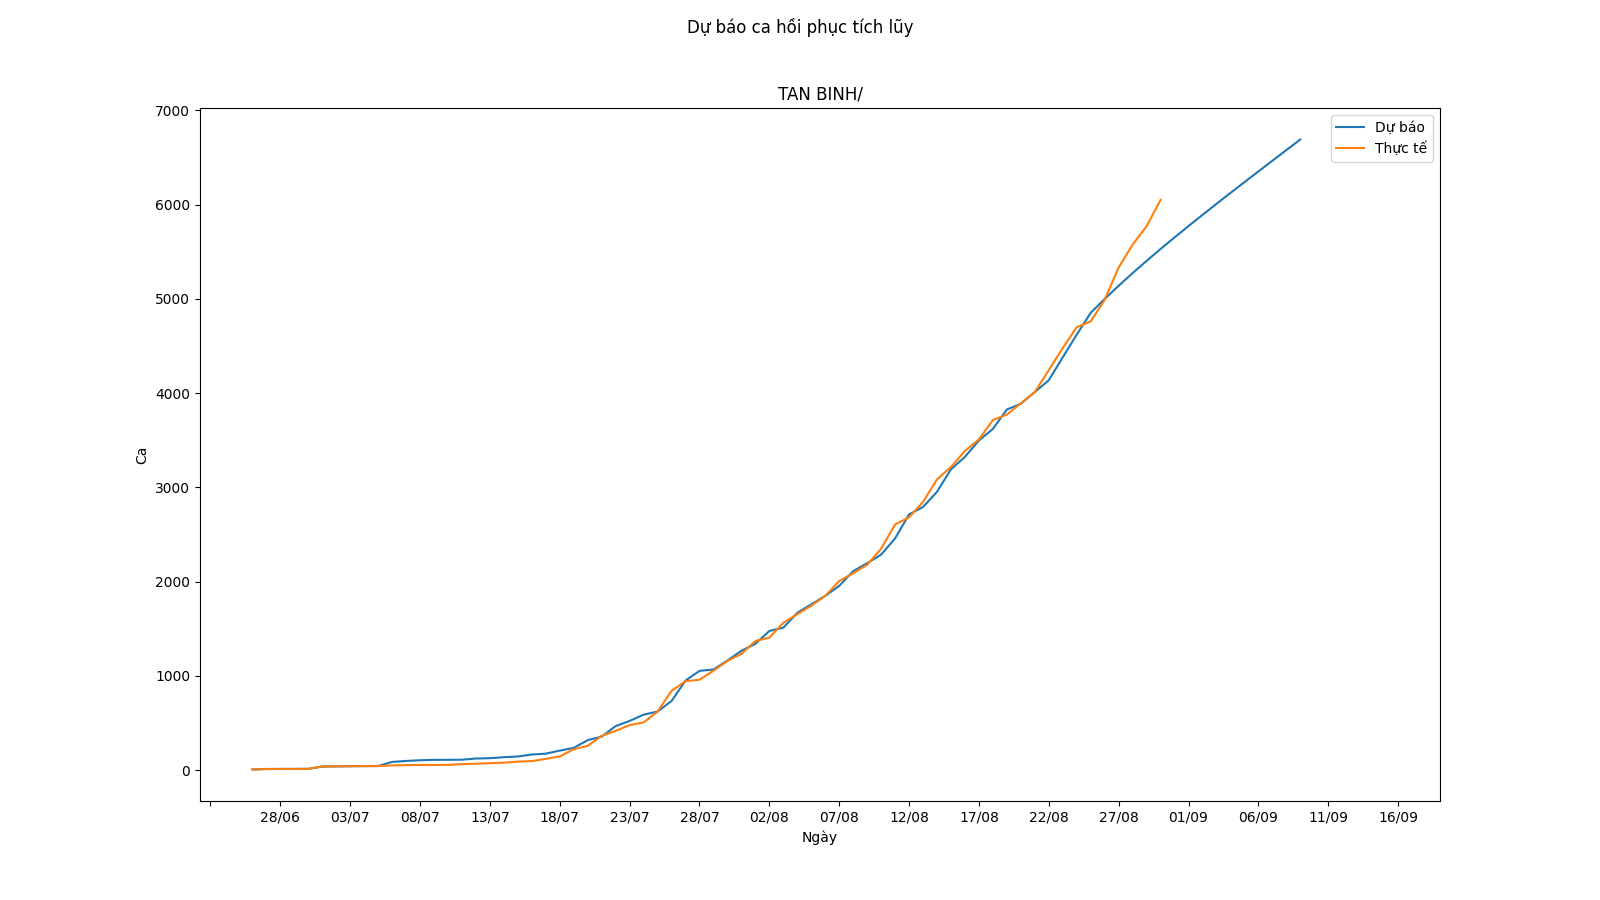 Dự báo ca hồi phục tích lũy
TAN BINH/
7000
6000
5000
4000
3000
2000
1000
0
Ca
Dự báo
Thực tế
28/06 03/07 08/07 13/07 18/07 23/07 28/07 02/08 07/08 12/08 17/08 22/08 27/08 01/09 06/09 11/09 16/09
Ngày